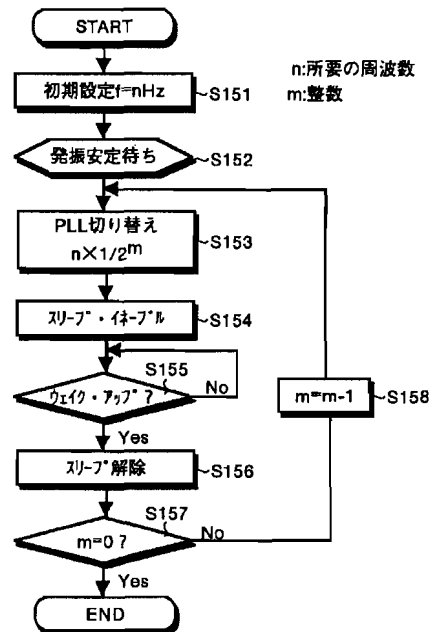 START
n:所要の周波数
m:整数
初期設定f=nHz
S151
発振安定待ち
S152
PLL切り替え
n×1/2^m
S153
スリープ・イネーブル
S154
S155
ウェイク・アップ?
No
m=m-1
S158
Yes
スリープ解除
S156
S157
m=0?
No
Yes
END